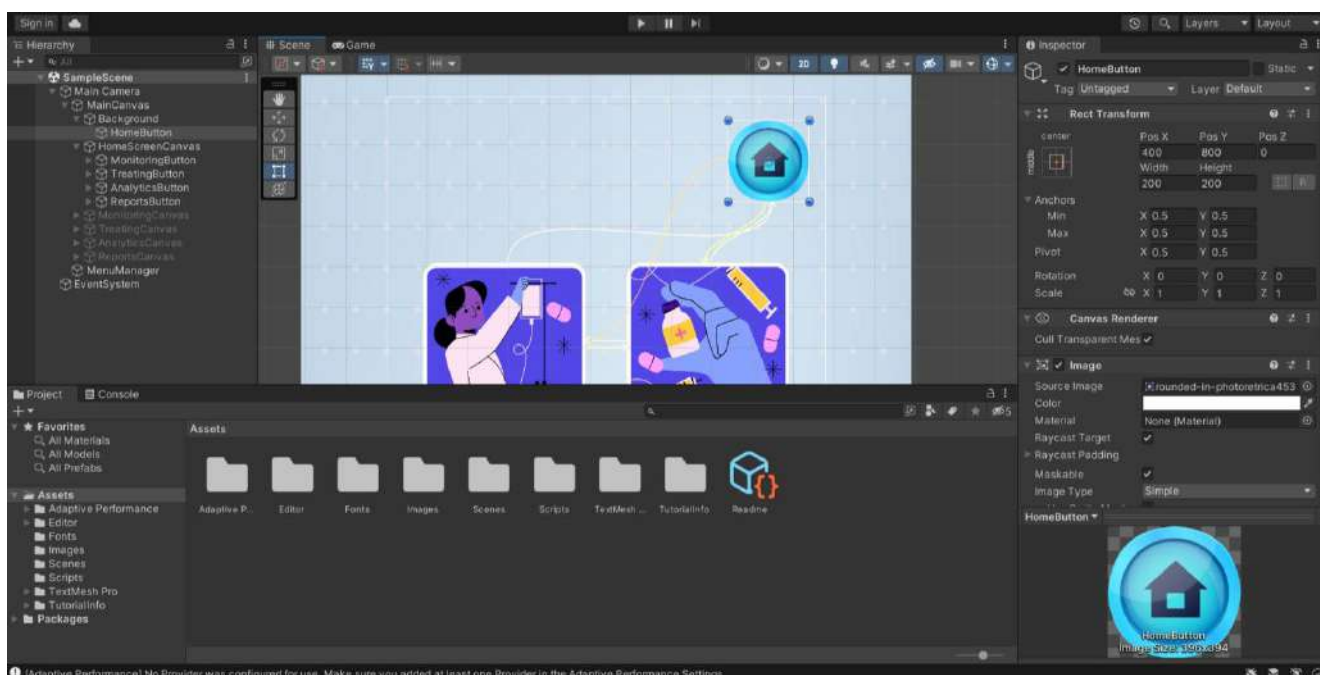 Sign in
Layers
Layout
Hierarchy
All
SampleScene
Main Camera
MainCanvas
Background
HomeButton
HomeScreenCanvas
MonitoringButton
TreatingButton
AnalyticsButton
ReportsButton
MonitoringCanvas
TreatingCanvas
AnalyticsCanvas
ReportsCanvas
MenuManager
EventSystem
Scene
Game
2D
Inspector
HomeButton
Static
Tag Untagged
Layer Default
Rect Transform
center
middle
Pos X
Pos Y
Pos Z
400
800
0
Width
Height
200
200
R
Anchors
Min
X 0.5
Y 0.5
Max
X 0.5
Y 0.5
Pivot
X 0.5
Y 0.5
Rotation
X 0
Y 0
Z 0
Scale
X 1
Y 1
Z 1
Canvas Renderer
Cull Transparent Mes
Image
Source Image
rounded-in-photoretrica453
Color
Material
None (Material)
Raycast Target
Raycast Padding
Maskable
Image Type
Simple
HomeButton
HomeButton
Image Size: 396x394
Project
Console
Favorites
All Materials
All Models
All Prefabs
Assets
Adaptive Performance
Editor
Fonts
Images
Scenes
Scripts
TextMesh Pro
TutorialInfo
Packages
Assets
Adaptive P...
Editor
Fonts
Images
Scenes
Scripts
TextMesh ...
TutorialInfo
Readme
[Adaptive Performance] No Provider was configured for use. Make sure you added at least one Provider in the Adaptive Performance Settings.